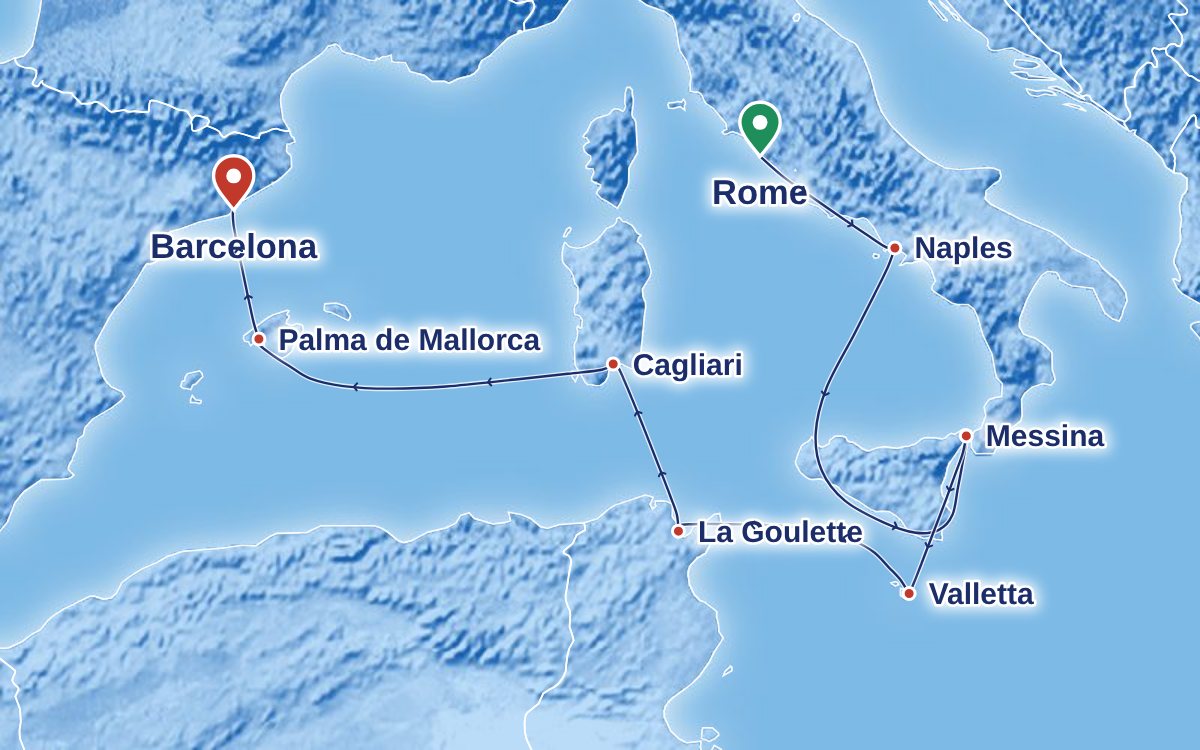 Rome
Barcelona
Naples
Palma de Mallorca
Cagliari
Messina
La Goulette
Valletta